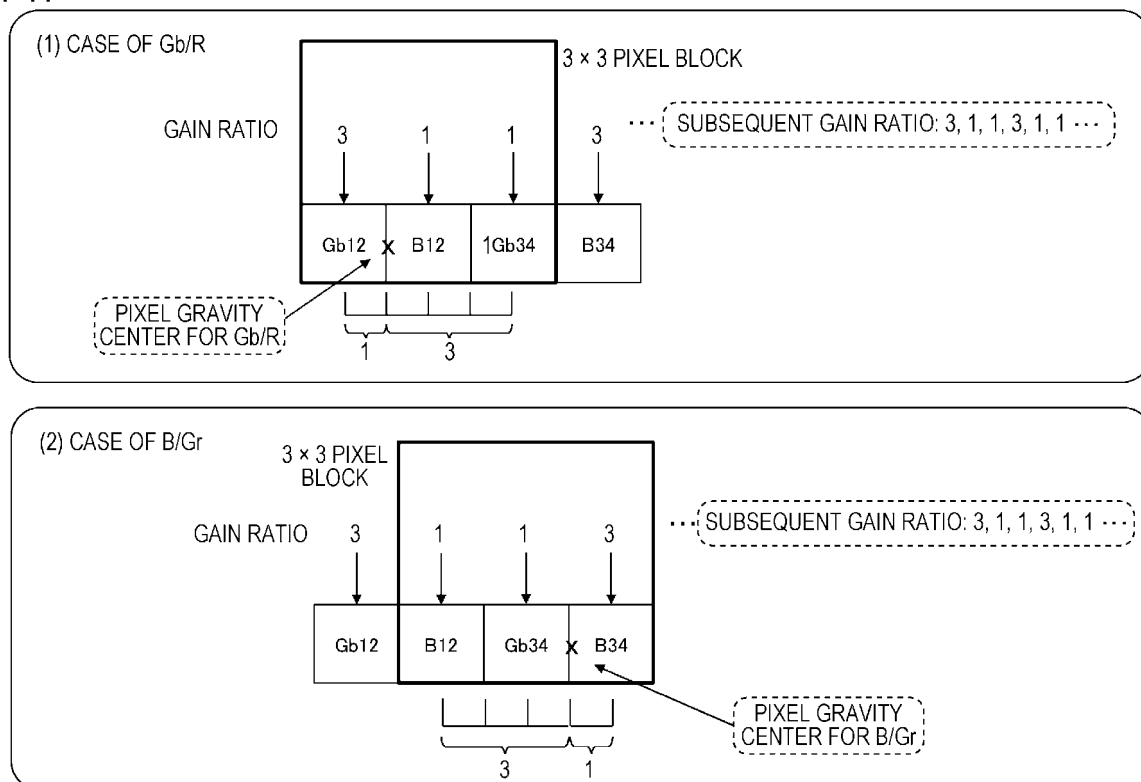 (1) CASE OF Gb/R
3 × 3 PIXEL BLOCK
GAIN RATIO 3 1 1 3 ··· SUBSEQUENT GAIN RATIO: 3, 1, 1, 3, 1, 1 ···
Gb12 x B12 1Gb34 B34
PIXEL GRAVITY
CENTER FOR Gb/R
1 3
(2) CASE OF B/Gr
3 × 3 PIXEL
BLOCK
GAIN RATIO 3 1 1 3 ··· SUBSEQUENT GAIN RATIO: 3, 1, 1, 3, 1, 1 ···
Gb12 B12 Gb34 x B34
PIXEL GRAVITY
CENTER FOR B/Gr
3 1